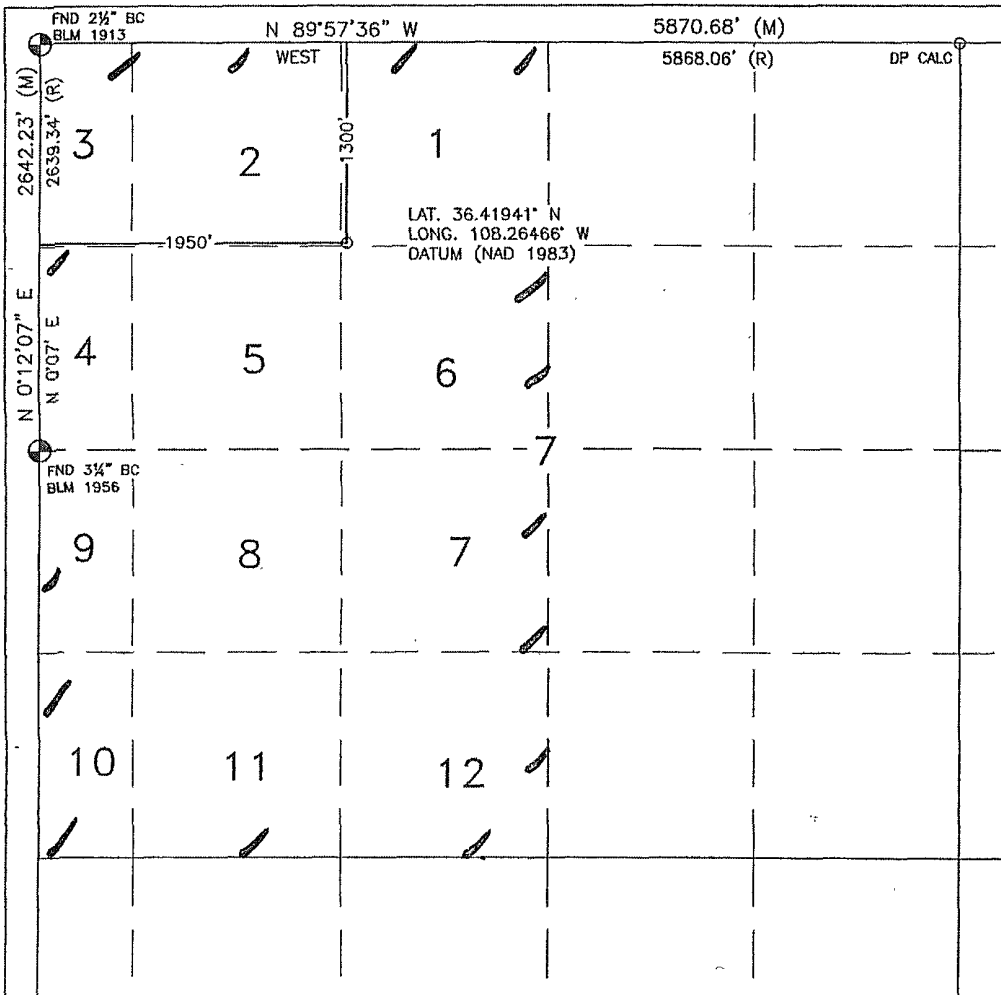 FND 2½" BC
BLM 1913
N 89°57'36" W
5870.68' (M)
WEST
5868.06' (R)
DP CALC
2642.23' (M)
2639.34' (R)
3
2
1
1300'
LAT. 36.41941° N
LONG. 108.26466° W
DATUM (NAD 1983)
1950'
N 0°12'07" E
N 0°07' E
4
5
6
7
FND 3¼" BC
BLM 1956
9
8
7
10
11
12